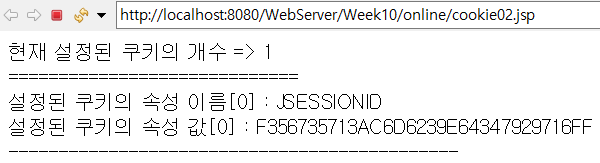 http://localhost:8080/WebServer/Week10/online/cookie02.jsp
현재 설정된 쿠키의 개수 => 1
=============================
설정된 쿠키의 속성 이름[0] : JSESSIONID
설정된 쿠키의 속성 값[0] : F356735713AC6D6239E64347929716FF
---------------------------------------------